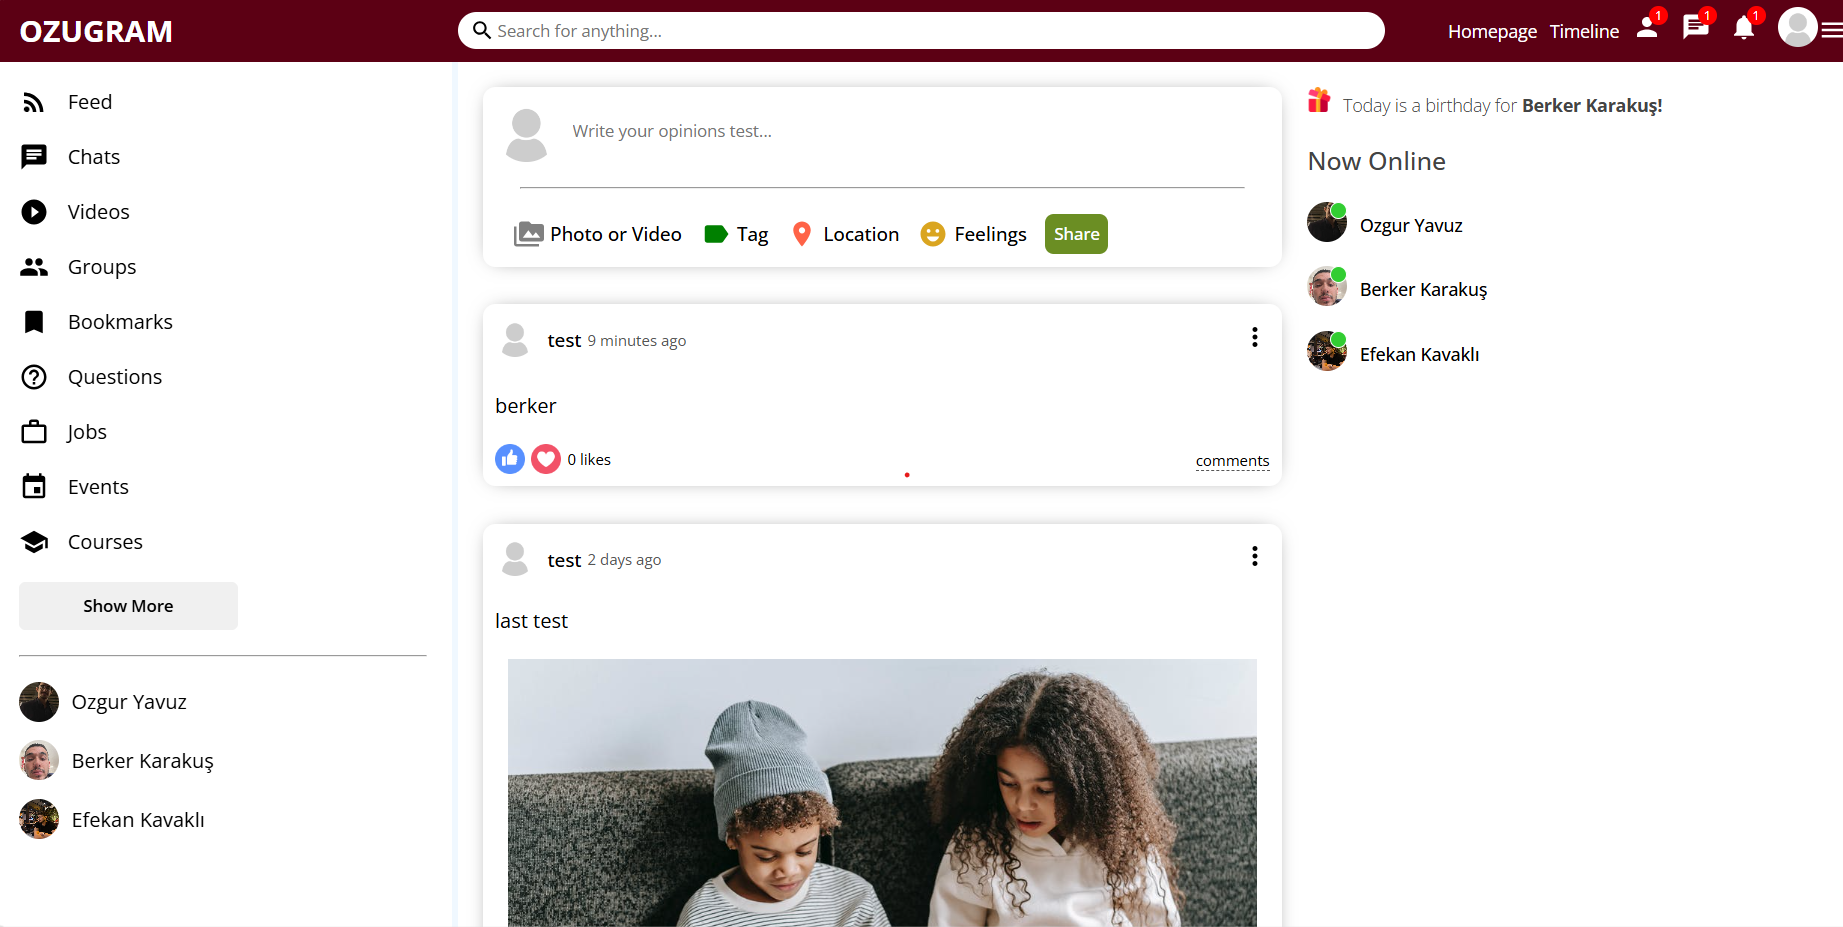 OZUGRAM
Search for anything...
Homepage Timeline 1 1 1
Feed
Chats
Videos
Groups
Bookmarks
Questions
Jobs
Events
Courses
Show More
Ozgur Yavuz
Berker Karakuş
Efekan Kavaklı
Write your opinions test...
Photo or Video Tag Location Feelings Share
test 9 minutes ago
berker
0 likes comments
test 2 days ago
last test
Today is a birthday for Berker Karakuş!
Now Online
Ozgur Yavuz
Berker Karakuş
Efekan Kavaklı